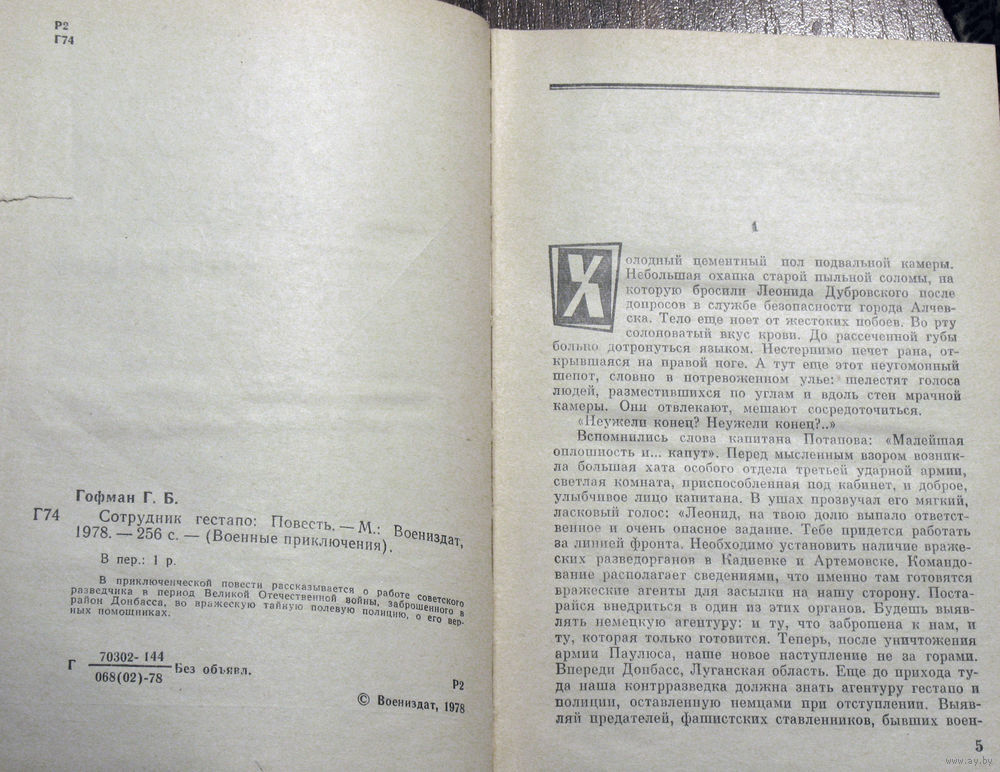 Р2
Г74
Гофман Г. Б.
Г74 Сотрудник гестапо: Повесть. — М.: Воениздат,
1978. — 256 с. — (Военные приключения).
В пер.: 1 р.
В приключенческой повести рассказывается о работе советского
разведчика в период Великой Отечественной войны, заброшенного в
район Донбасса, во вражескую тайную полевую полицию, о его вер-
ных помощниках.
Г 70302-144
068(02)-78 Без объявл.
Р2
© Воениздат, 1978
1
Холодный цементный пол подвальной камеры.
Небольшая охапка старой пыльной соломы, на
которую бросили Леонида Дубровского после
допросов в службе безопасности города Алчев-
ска. Тело еще ноет от жестоких побоев. Во рту
солоноватый вкус крови. До рассеченной губы
больно дотронуться языком. Нестерпимо печет рана, от-
крывшаяся на правой ноге. А тут еще этот неугомонный
шепот, словно в потревоженном улье: шелестят голоса
людей, разместившихся по углам и вдоль стен мрачной
камеры. Они отвлекают, мешают сосредоточиться.
«Неужели конец? Неужели конец?..»
Вспомнились слова капитана Потапова: «Малейшая
оплошность и... капут». Перед мысленным взором возник-
ла большая хата особого отдела третьей ударной армии,
светлая комната, приспособленная под кабинет, и доброе,
улыбчивое лицо капитана. В ушах прозвучал его мягкий,
ласковый голос: «Леонид, на твою долю выпало ответст-
венное и очень опасное задание. Тебе придется работать
за линией фронта. Необходимо установить наличие враже-
ских разведорганов в Кадиевке и Артемовске. Командо-
вание располагает сведениями, что именно там готовятся
вражеские агенты для засылки на нашу сторону. Поста-
райся внедриться в один из этих органов. Будешь выяв-
лять немецкую агентуру: и ту, что заброшена к нам, и
ту, которая только готовится. Теперь, после уничтожения
армии Паулюса, наше новое наступление не за горами.
Впереди Донбасс, Луганская область. Еще до прихода ту-
да наша контрразведка должна знать агентуру гестапо и
полиции, оставленную немцами при отступлении. Выяв-
ляй предателей, фашистских ставленников, бывших воен-
5
www.ay.by